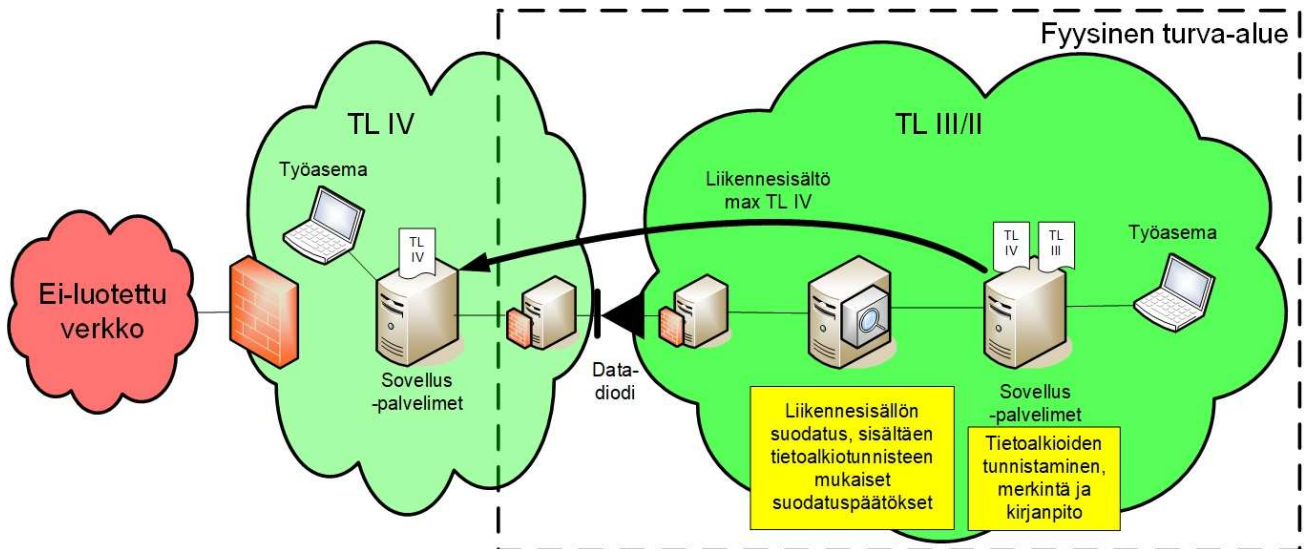 Fyysinen turva-alue
TL IV
TL III/II
Työasema
Liikennesisältö
max TL IV
TL
IV
TL
IV
TL
III
Työasema
Ei-luotettu
verkko
Sovellus
-palvelimet
Data-
diodi
Sovellus
-palvelimet
Liikennesisällön
suodatus, sisältäen
tietoalkiotunnisteen
mukaiset
suodatuspäätökset
Tietoalkioiden
tunnistaminen,
merkintä ja
kirjanpito